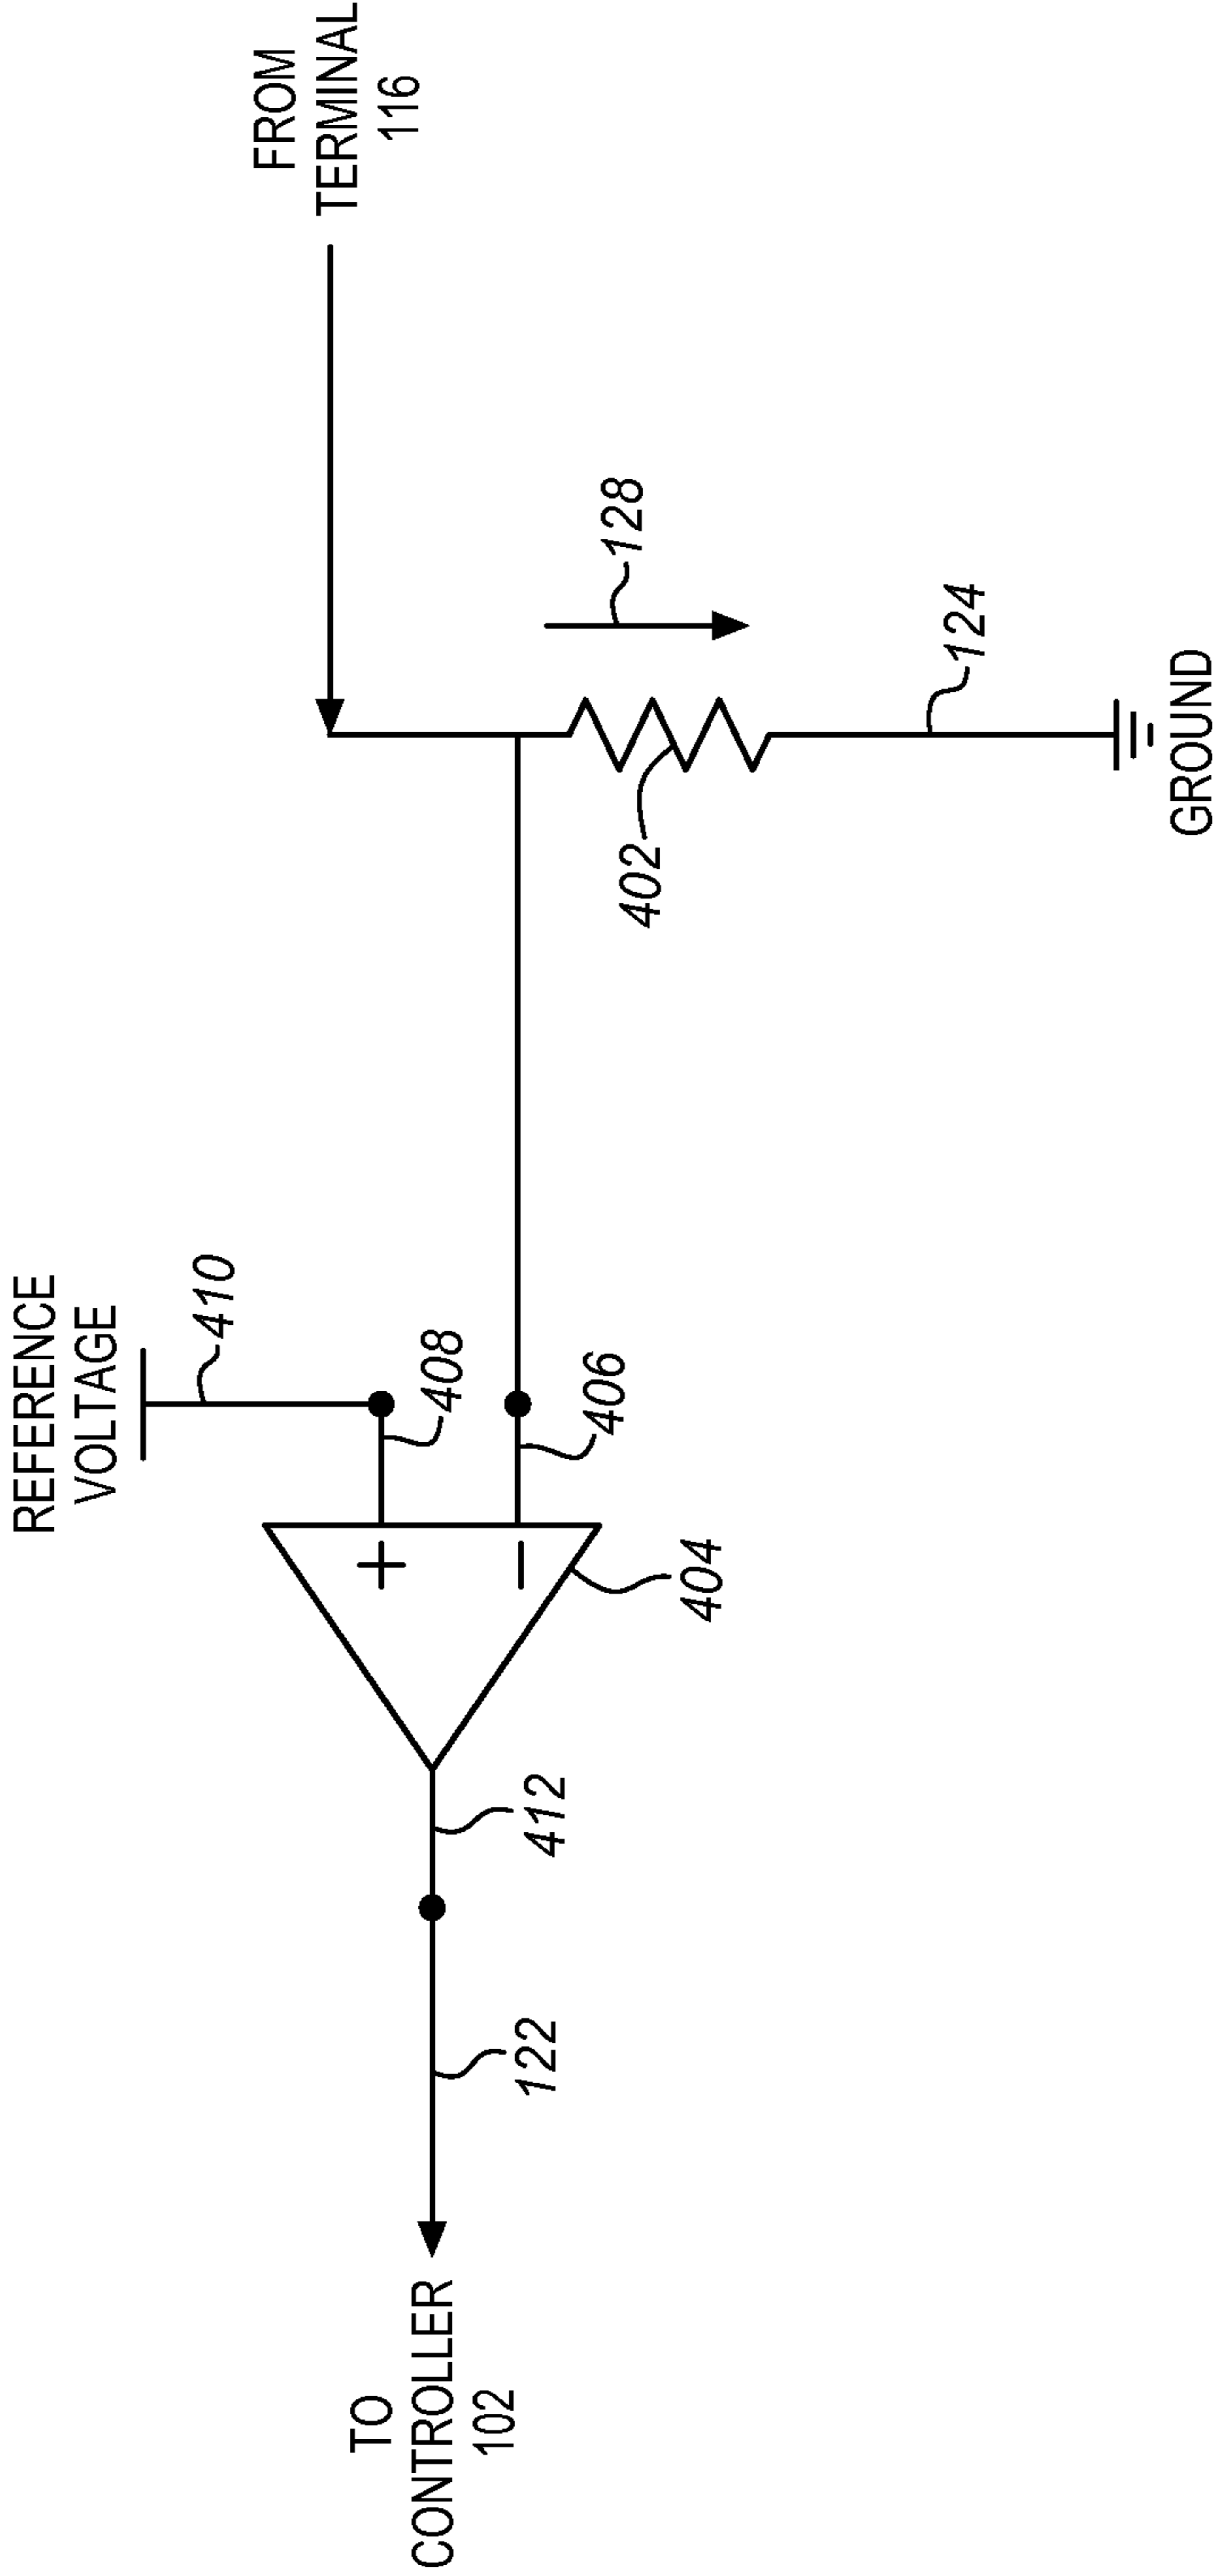 REFERENCE
VOLTAGE
410
FROM
TERMINAL
116
TO
CONTROLLER
102
122
412
408
406
404
128
402
124
GROUND
+
−